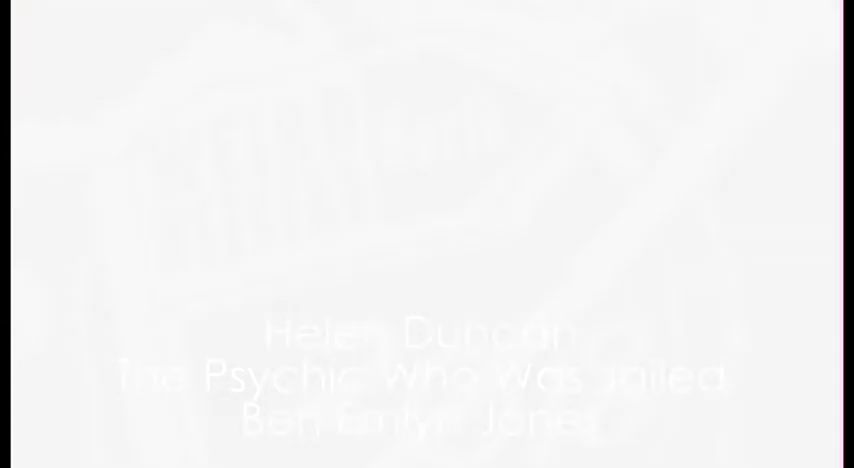 Helen Duncan
The Psychic Who Was Jailed
Ben Emlyn Jones